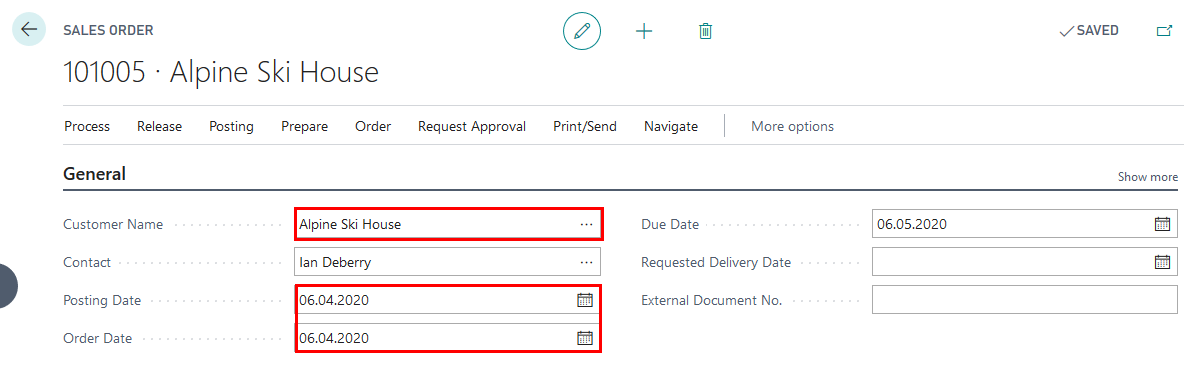 SALES ORDER
SAVED
101005 · Alpine Ski House
Process Release Posting Prepare Order Request Approval Print/Send Navigate More options
General
Show more
Customer Name Alpine Ski House ···
Due Date 06.05.2020
Contact Ian Deberry ···
Requested Delivery Date
Posting Date 06.04.2020
External Document No.
Order Date 06.04.2020